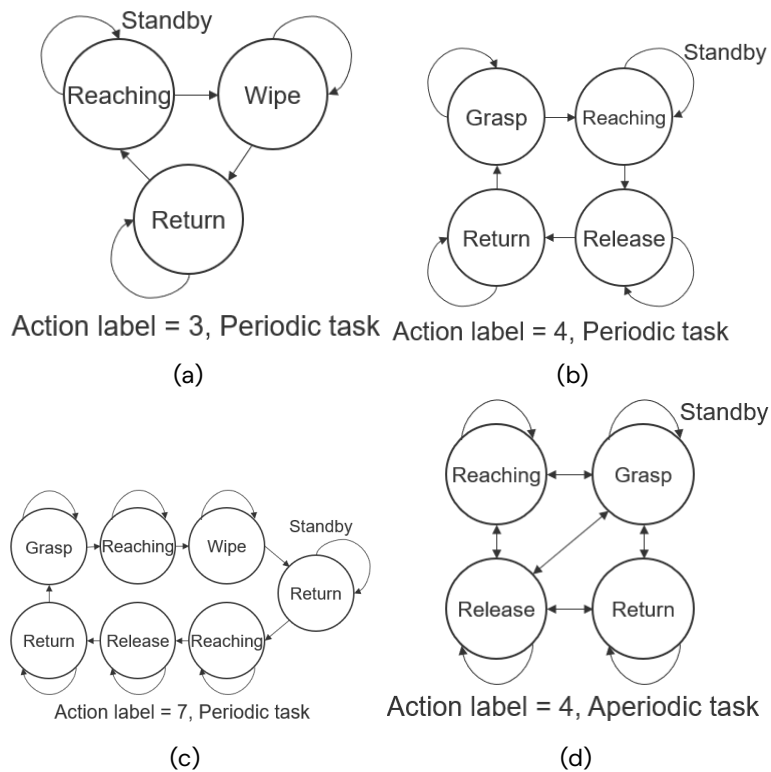 Standby
Reaching
Wipe
Return
Action label = 3, Periodic task
(a)
Standby
Grasp
Reaching
Return
Release
Action label = 4, Periodic task
(b)
Standby
Grasp
Reaching
Wipe
Return
Return
Release
Reaching
Action label = 7, Periodic task
(c)
Standby
Reaching
Grasp
Release
Return
Action label = 4, Aperiodic task
(d)